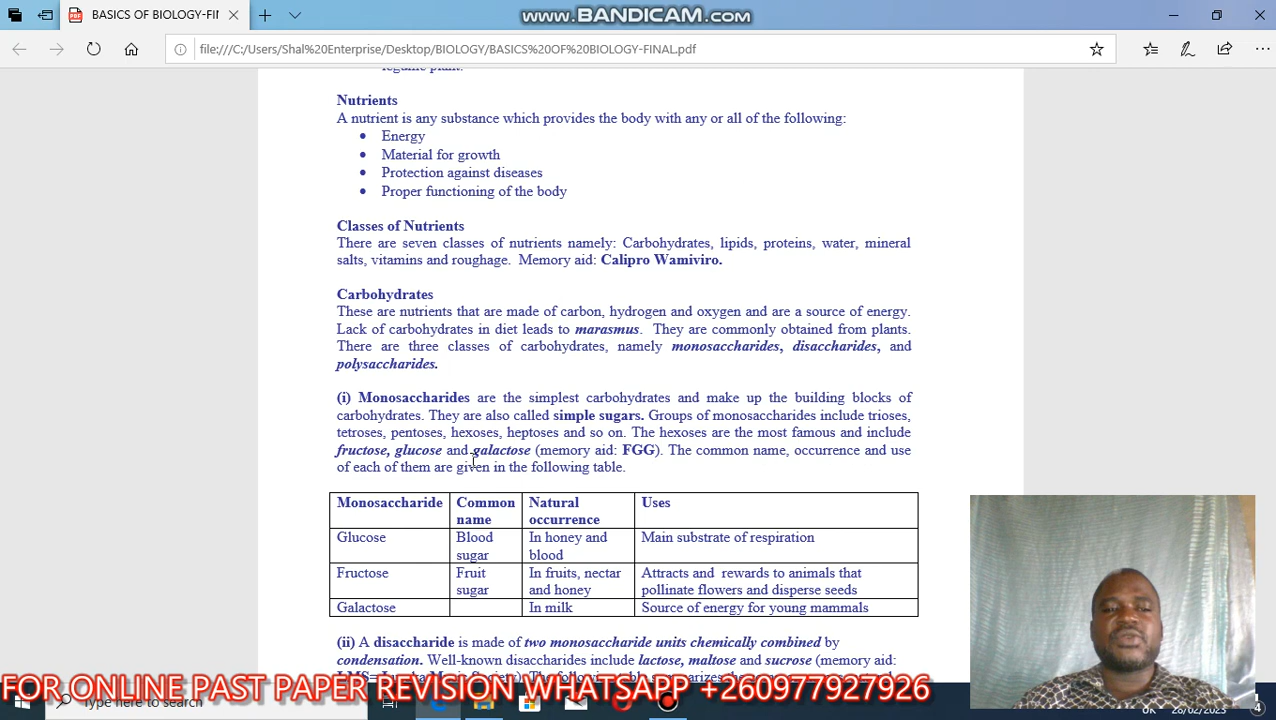 BASICS OF BIOLOGY-FIN
www.BANDICAM.com
file:///C:/Users/Shal%20Enterprise/Desktop/BIOLOGY/BASICS%20OF%20BIOLOGY-FINAL.pdf
legume plant.
Nutrients
A nutrient is any substance which provides the body with any or all of the following:
• Energy
• Material for growth
• Protection against diseases
• Proper functioning of the body
Classes of Nutrients
There are seven classes of nutrients namely: Carbohydrates, lipids, proteins, water, mineral
salts, vitamins and roughage. Memory aid: Calipro Wamiviro.
Carbohydrates
These are nutrients that are made of carbon, hydrogen and oxygen and are a source of energy.
Lack of carbohydrates in diet leads to marasmus. They are commonly obtained from plants.
There are three classes of carbohydrates, namely monosaccharides, disaccharides, and
polysaccharides.
(i) Monosaccharides are the simplest carbohydrates and make up the building blocks of
carbohydrates. They are also called simple sugars. Groups of monosaccharides include trioses,
tetroses, pentoses, hexoses, heptoses and so on. The hexoses are the most famous and include
fructose, glucose and galactose (memory aid: FGG). The common name, occurrence and use
of each of them are given in the following table.
Monosaccharide Common name Natural occurrence Uses
Glucose Blood sugar In honey and blood Main substrate of respiration
Fructose Fruit sugar In fruits, nectar and honey Attracts and rewards to animals that pollinate flowers and disperse seeds
Galactose In milk Source of energy for young mammals
(ii) A disaccharide is made of two monosaccharide units chemically combined by
condensation. Well-known disaccharides include lactose, maltose and sucrose (memory aid:
FOR ONLINE PAST PAPER REVISION WHATSAPP +260977927926
Type here to search
UK 26/02/2023 4